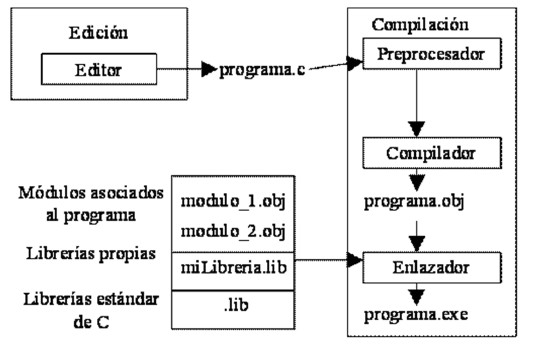 Edición
Editor
programa.c
Compilación
Preprocesador
Compilador
programa.obj
Enlazador
programa.exe
Módulos asociados
al programa
modulo_1.obj
modulo_2.obj
Librerías propias
miLibreria.lib
Librerías estándar
de C
.lib